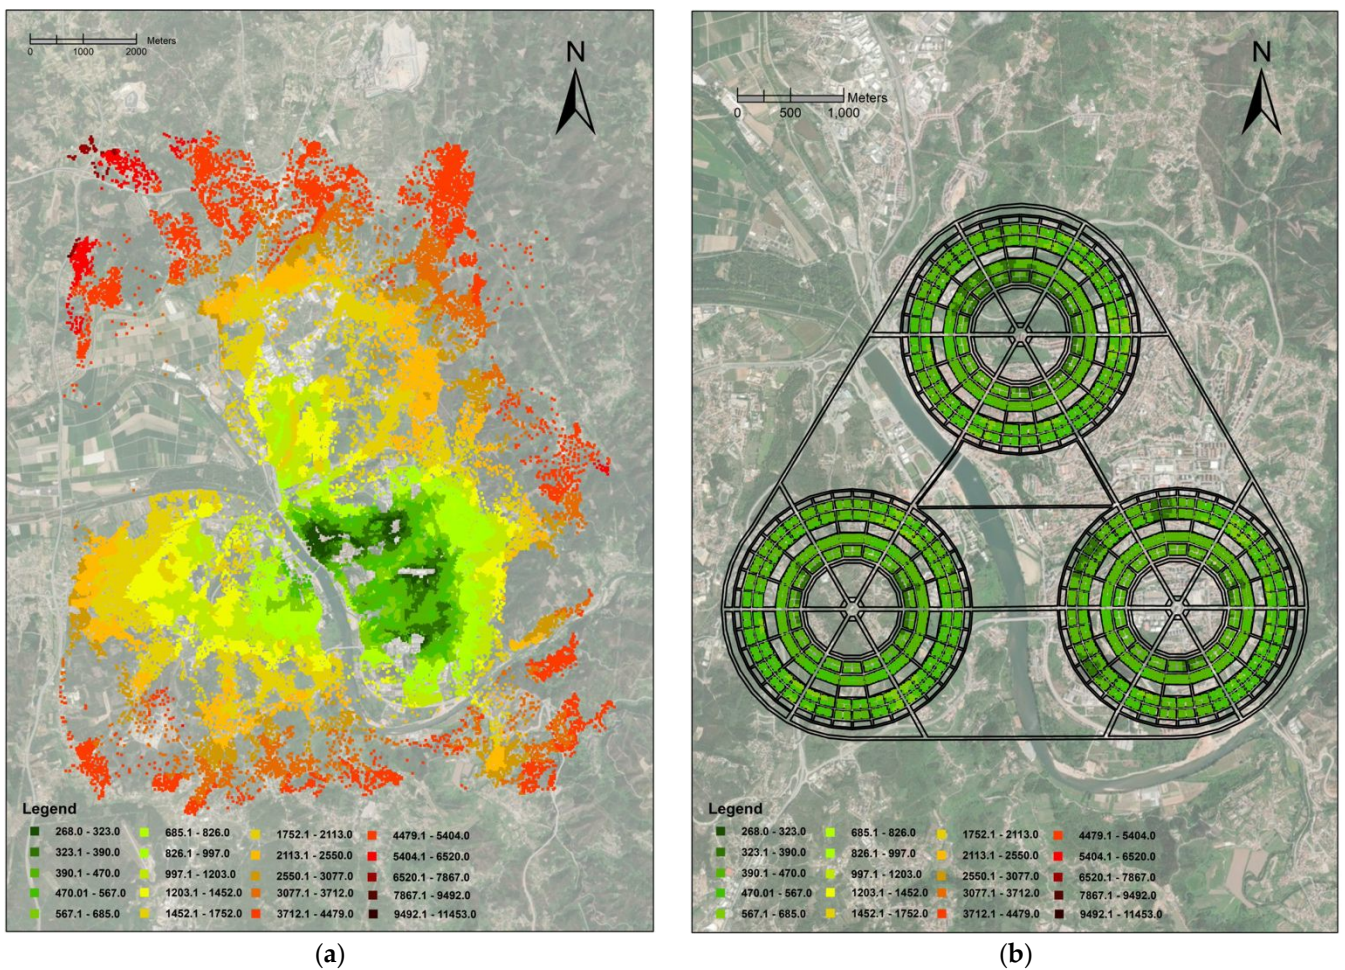 N
Meters
0 1000 2000
Legend
268.0 - 323.0 685.1 - 826.0 1752.1 - 2113.0 4479.1 - 5404.0
323.1 - 390.0 826.1 - 997.0 2113.1 - 2550.0 5404.1 - 6520.0
390.1 - 470.0 997.1 - 1203.0 2550.1 - 3077.0 6520.1 - 7867.0
470.01 - 567.0 1203.1 - 1452.0 3077.1 - 3712.0 7867.1 - 9492.0
567.1 - 685.0 1452.1 - 1752.0 3712.1 - 4479.0 9492.1 - 11453.0
(a)
N
Meters
0 500 1,000
Legend
268.0 - 323.0 685.1 - 826.0 1752.1 - 2113.0 4479.1 - 5404.0
323.1 - 390.0 826.1 - 997.0 2113.1 - 2550.0 5404.1 - 6520.0
390.1 - 470.0 997.1 - 1203.0 2550.1 - 3077.0 6520.1 - 7867.0
470.01 - 567.0 1203.1 - 1452.0 3077.1 - 3712.0 7867.1 - 9492.0
567.1 - 685.0 1452.1 - 1752.0 3712.1 - 4479.0 9492.1 - 11453.0
(b)